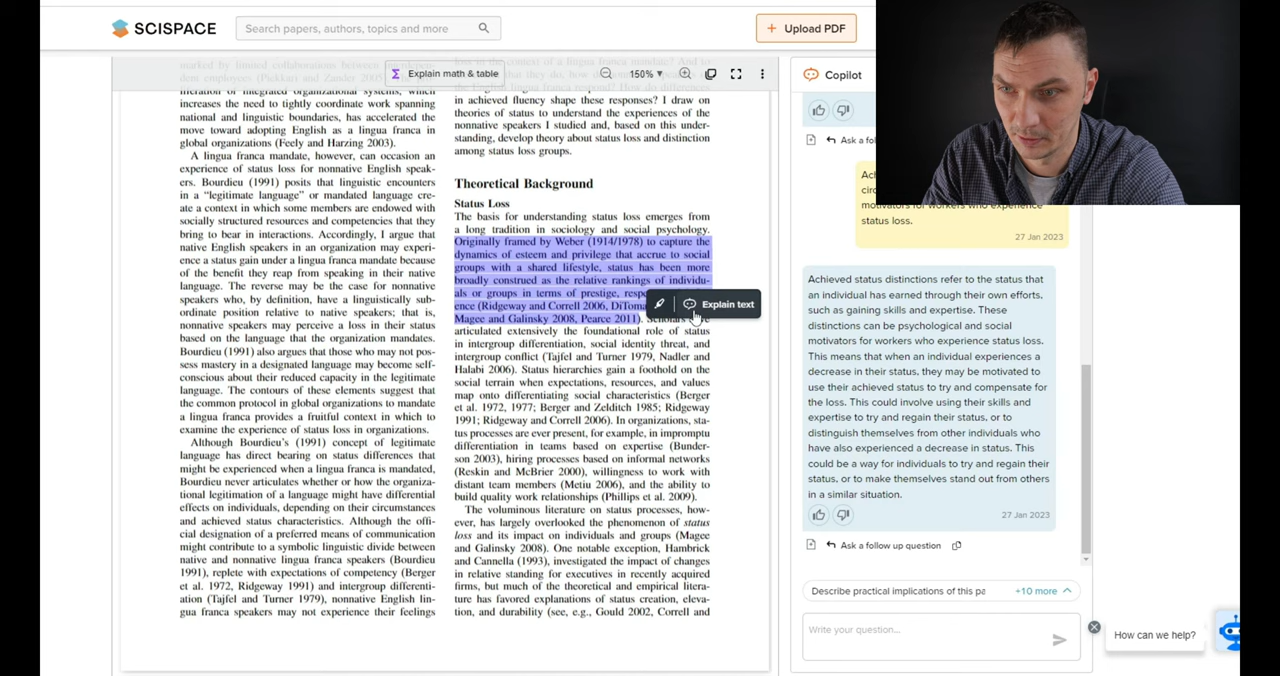 SCISPACE
Search papers, authors, topics and more
+ Upload PDF
Explain math & table
150%
Copilot
marked by limited collaborations between
dent employees
eration of integrated organizational systems, which
increases the need to tightly coordinate work spanning
national and linguistic boundaries, has accelerated the
move toward adopting English as a lingua franca in
global organizations (Feely and Harzing 2003).
A lingua franca mandate, however, can occasion an
experience of status loss for nonnative English speak-
ers. Bourdieu (1991) posits that linguistic encounters
in a “legitimate language” or mandated language cre-
ate a context in which some members are endowed with
socially structured resources and competencies that they
bring to bear in interactions. Accordingly, I argue that
native English speakers in an organization may experi-
ence a status gain under a lingua franca mandate because
of the benefit they reap from speaking in their native
language. The reverse may be the case for nonnative
speakers who, by definition, have a linguistically sub-
ordinate position relative to native speakers; that is,
nonnative speakers may perceive a loss in their status
based on the language that the organization mandates.
Bourdieu (1991) also argues that those who may not pos-
sess mastery in a designated language may become self-
conscious about their reduced capacity in the legitimate
language. The contours of these elements suggest that
the common protocol in global organizations to mandate
a lingua franca provides a fruitful context in which to
examine the experience of status loss in organizations.
Although Bourdieu’s (1991) concept of legitimate
language has direct bearing on status differences that
might be experienced when a lingua franca is mandated,
Bourdieu never articulates whether or how the organiza-
tional legitimation of a language might have differential
effects on individuals, depending on their circumstances
and achieved status characteristics. Although the offi-
cial designation of a preferred means of communication
might contribute to a symbolic linguistic divide between
native and nonnative lingua franca speakers (Bourdieu
1991), replete with expectations of competency (Berger
et al. 1972, Ridgeway 1991) and intergroup differenti-
ation (Tajfel and Turner 1979), nonnative English lin-
gua franca speakers may not experience their feelings
loss in the context of a lingua franca mandate? And to
in achieved fluency shape these responses? I draw on
theories of status to understand the experiences of the
nonnative speakers I studied and, based on this under-
standing, develop theory about status loss and distinction
among status loss groups.
Theoretical Background
Status Loss
The basis for understanding status loss emerges from
a long tradition in sociology and social psychology.
Originally framed by Weber (1914/1978) to capture the
dynamics of esteem and privilege that accrue to social
groups with a shared lifestyle, status has been more
broadly construed as the relative rankings of individu-
als or groups in terms of prestige,
ence (Ridgeway and Correll 2006,
Magee and Galinsky 2008, Pearce 2011).
Explain text
articulated extensively the foundational role of status
in intergroup differentiation, social identity threat, and
intergroup conflict (Tajfel and Turner 1979, Nadler and
Halabi 2006). Status hierarchies gain a foothold on the
social terrain when expectations, resources, and values
map onto differentiating social characteristics (Berger
et al. 1972, 1977; Berger and Zelditch 1985; Ridgeway
1991; Ridgeway and Correll 2006). In organizations, sta-
tus processes are ever present, for example, in impromptu
differentiation in teams based on expertise (Bunder-
son 2003), hiring processes based on informal networks
(Reskin and McBrier 2000), willingness to work with
distant team members (Metiu 2006), and the ability to
build quality work relationships (Phillips et al. 2009).
The voluminous literature on status processes, how-
ever, has largely overlooked the phenomenon of status
loss and its impact on individuals and groups (Magee
and Galinsky 2008). One notable exception, Hambrick
and Cannella (1993), investigated the impact of changes
in relative standing for executives in recently acquired
firms, but much of the theoretical and empirical litera-
ture has favored explanations of status creation, eleva-
tion, and durability (see, e.g., Gould 2002, Correll and
Ask a fo
status loss.
27 Jan 2023
Achieved status distinctions refer to the status that
an individual has earned through their own efforts,
such as gaining skills and expertise. These
distinctions can be psychological and social
motivators for workers who experience status loss.
This means that when an individual experiences a
decrease in their status, they may be motivated to
use their achieved status to try and compensate for
the loss. This could involve using their skills and
expertise to try and regain their status, or to
distinguish themselves from other individuals who
have also experienced a decrease in status. This
could be a way for individuals to try and regain their
status, or to make themselves stand out from others
in a similar situation.
27 Jan 2023
Ask a follow up question
Describe practical implications of this pa
+10 more
Write your question...
How can we help?